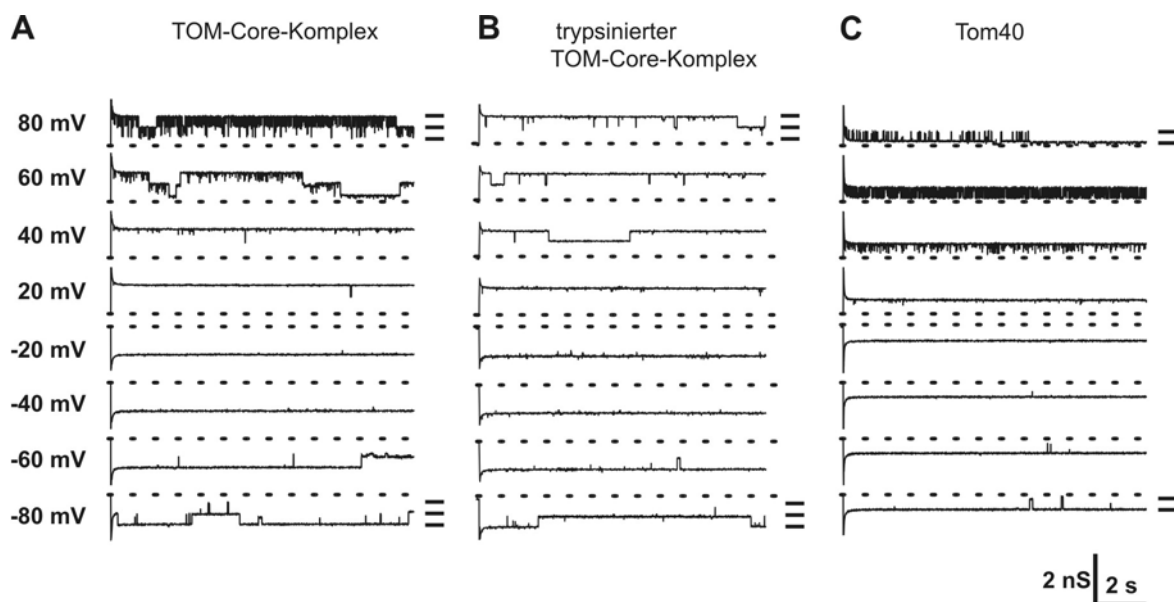 A
TOM-Core-Komplex
B
trypsinierter
TOM-Core-Komplex
C
Tom40
80 mV
60 mV
40 mV
20 mV
-20 mV
-40 mV
-60 mV
-80 mV
2 nS
2 s